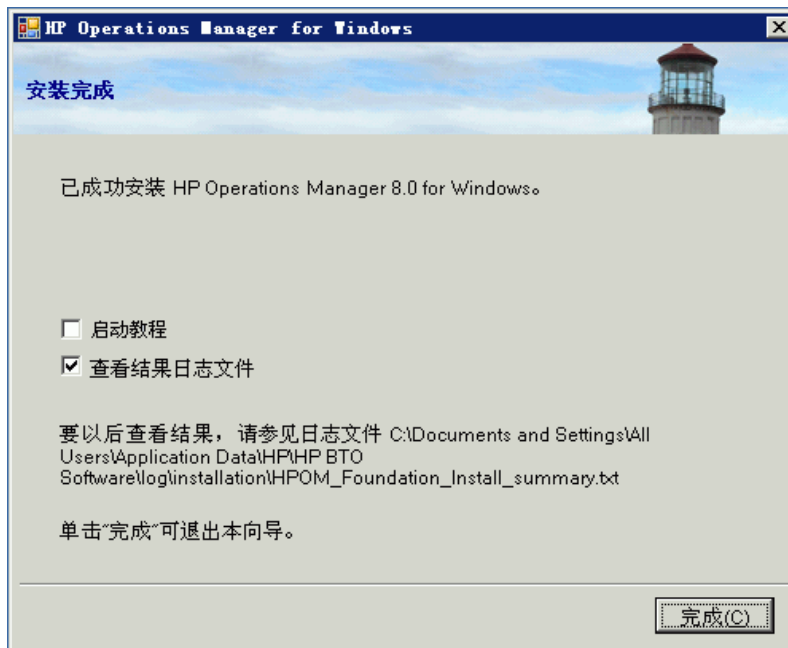 HP Operations Manager for Windows
安装完成
已成功安装 HP Operations Manager 8.0 for Windows。
启动教程
查看结果日志文件
要以后查看结果，请参见日志文件 C:\Documents and Settings\All
Users\Application Data\HP\HP BTO
Software\log\installation\HPOM_Foundation_Install_summary.txt
单击“完成”可退出本向导。
完成(C)